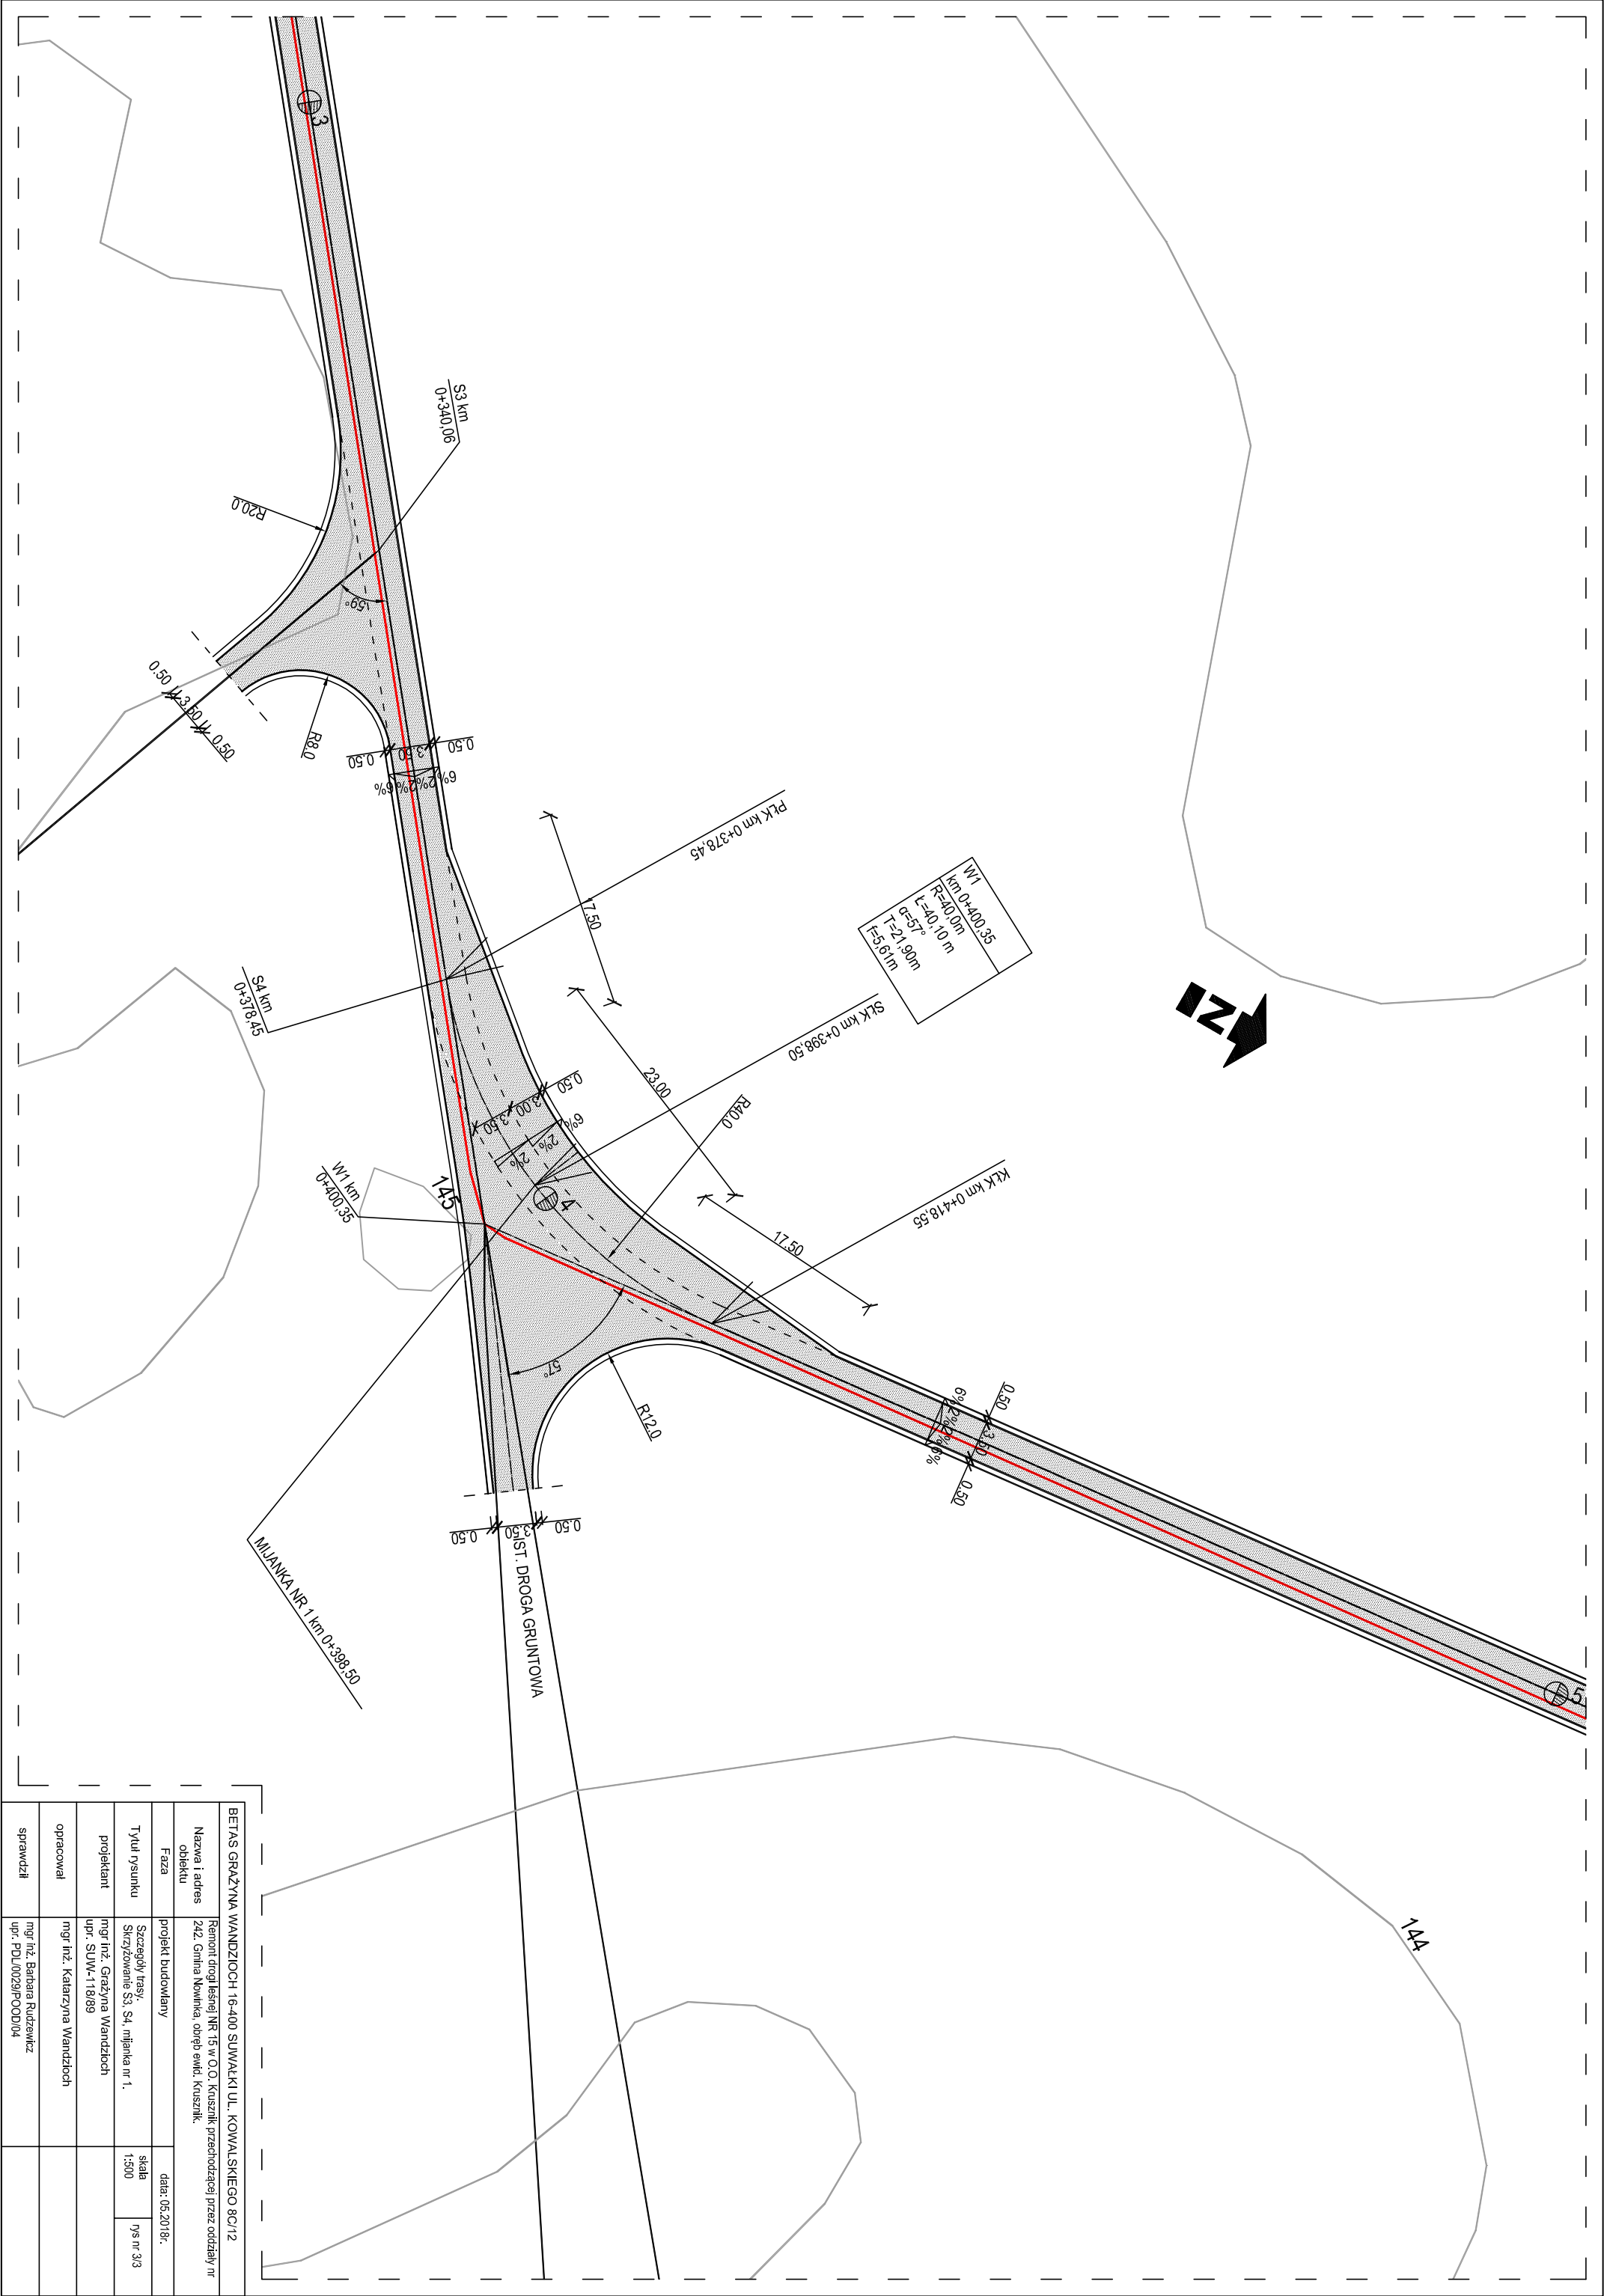 3
S3 km
0+340,06
R20.0
59°
0.50
3.50
0.50
R8.0
0.50
3.50
0.50
6%
2%
2%
6%
PŁK km 0+378,45
17.50
S4 km
0+378,45
W1
km 0+400,35
R=40,0m
Ł=40,10 m
α=57°
T=21,90m
f=5,61m
SŁK km 0+398,50
23.00
R40.0
0.50
3.00
3.50
6%
2%
2%
4
KŁK km 0+418,55
17.50
W1 km
0+400,35
145
57°
R12.0
6%
2%
2%
6%
0.50
3.50
0.50
0.50
3.50
0.50
IST. DROGA GRUNTOWA
MIJANKA NR 1 km 0+398,50
5
144
N
BETAS GRAŻYNA WANDZIOCH 16-400 SUWAŁKI UL. KOWALSKIEGO 8C/12
Nazwa i adres
obiektu
Remont drogi leśnej NR 15 w O.O. Krusznik przechodzącej przez oddziały nr
242. Gmina Nowinka, obręb ewid. Krusznik.
Faza
projekt budowlany
data: 05.2018r.
Tytuł rysunku
Szczegóły trasy.
Skrzyżowanie S3, S4, mijanka nr 1.
skala
1:500
rys nr 3/3
projektant
mgr inż. Grażyna Wandzioch
upr. SUW-118/89
opracował
mgr inż. Katarzyna Wandzioch
sprawdził
mgr inż. Barbara Rudzewicz
upr. PDL/0029/POOD/04